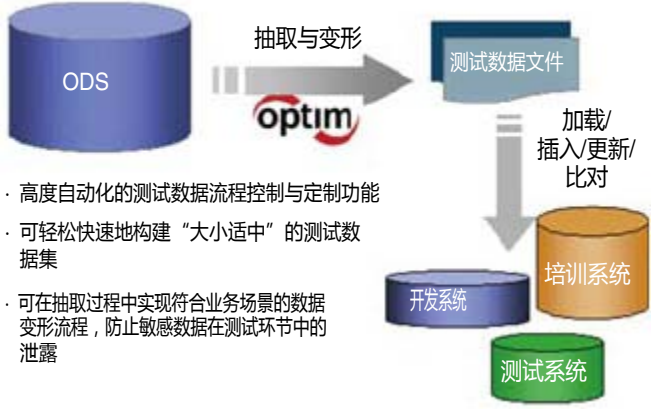 抽取与变形
ODS
测试数据文件
optim
加载/
插入/更新/
比对
· 高度自动化的测试数据流程控制与定制功能
· 可轻松快速地构建“大小适中”的测试数
据集
· 可在抽取过程中实现符合业务场景的数据
变形流程，防止敏感数据在测试环节中的
泄露
培训系统
开发系统
测试系统